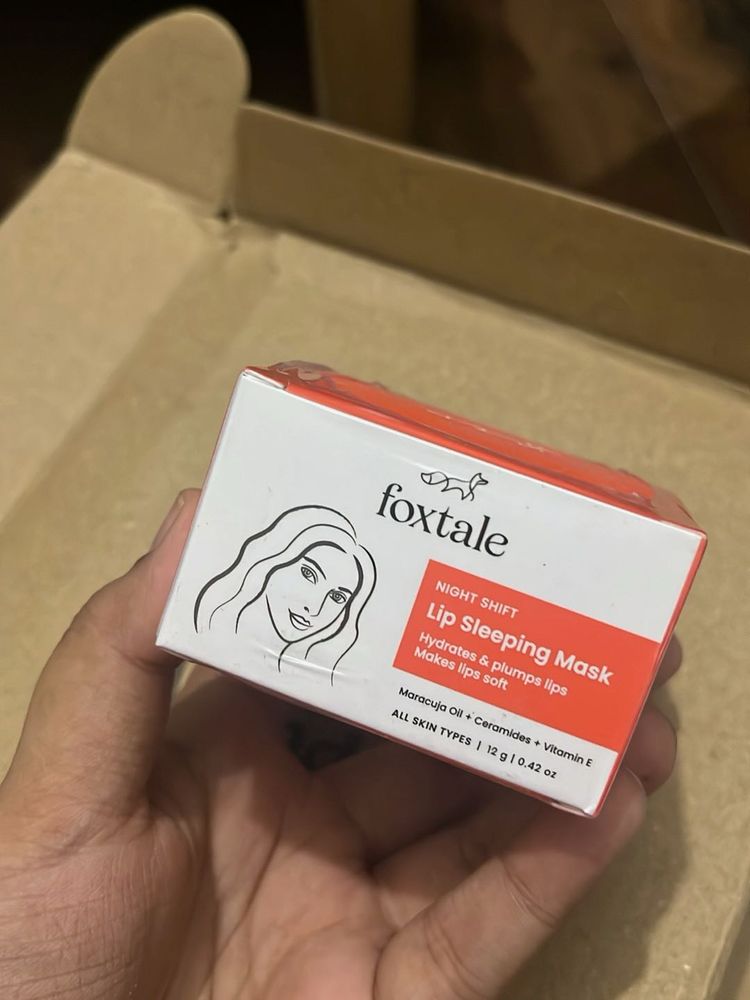 foxtale
NIGHT SHIFT
Lip Sleeping Mask
Hydrates & plumps lips
Makes lips soft
Maracuja Oil + Ceramides + Vitamin E
ALL SKIN TYPES | 12 g | 0.42 oz